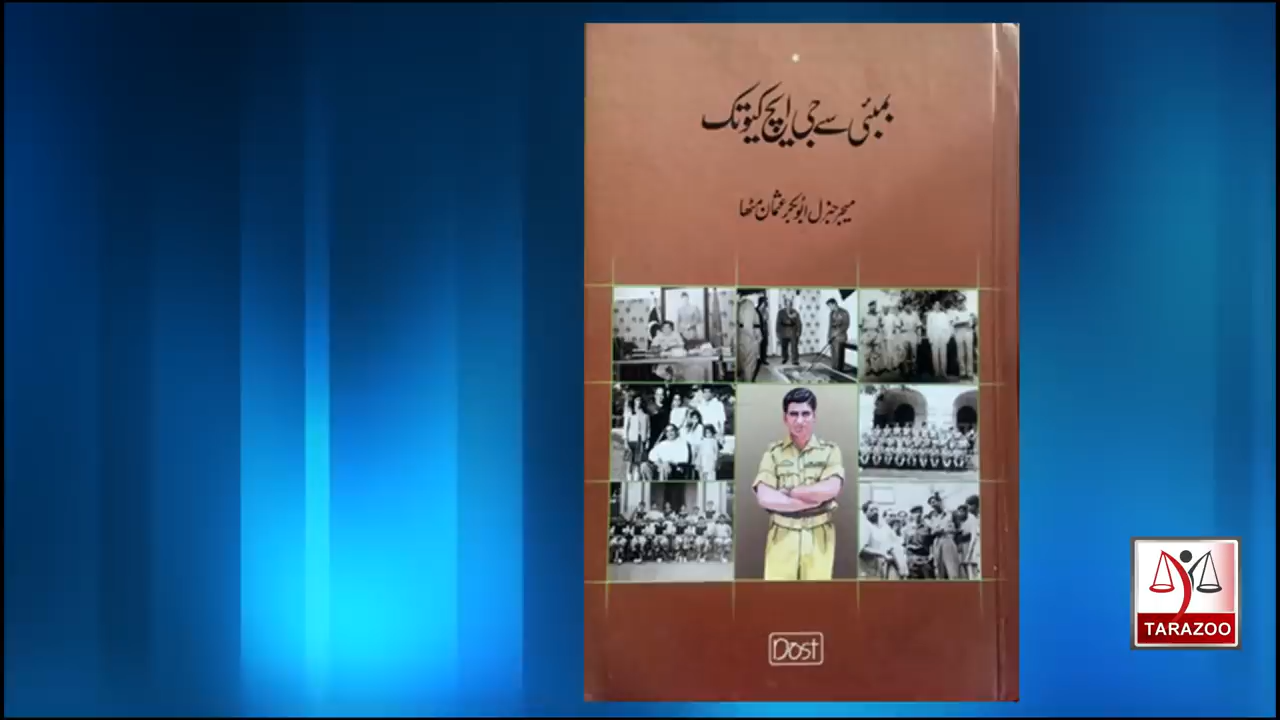 بمبئی سے جی ایچ کیو تک
میجر جنرل ابوبکر عثمان مٹھا
Dost
TARAZOO